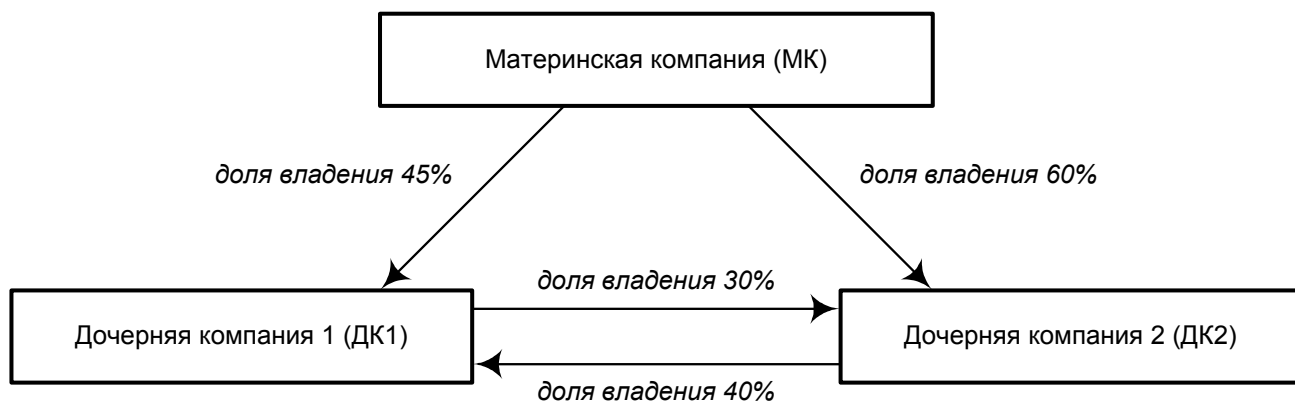 Материнская компания (МК)
доля владения 45%
доля владения 60%
доля владения 30%
Дочерняя компания 1 (ДК1)
Дочерняя компания 2 (ДК2)
доля владения 40%